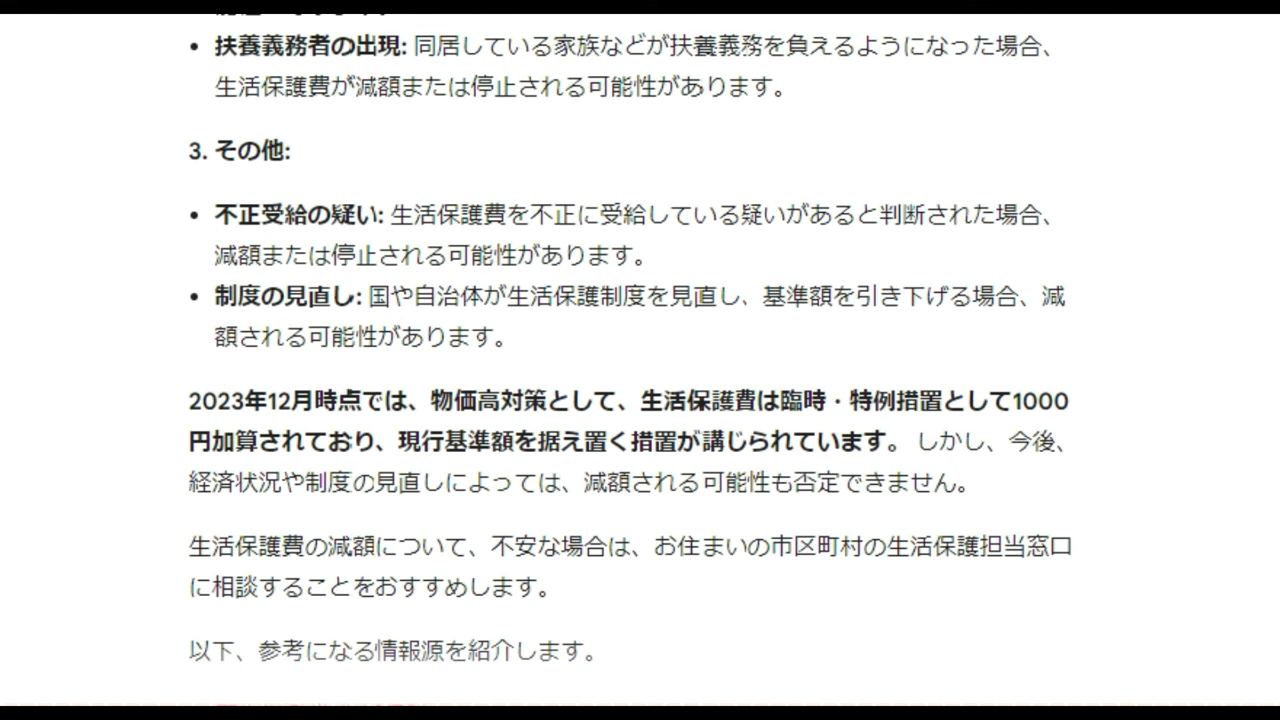 • 扶養義務者の出現: 同居している家族などが扶養義務を負えるようになった場合、
生活保護費が減額または停止される可能性があります。
3. その他:
• 不正受給の疑い: 生活保護費を不正に受給している疑いがあると判断された場合、
減額または停止される可能性があります。
• 制度の見直し: 国や自治体が生活保護制度を見直し、基準額を引き下げる場合、減
額される可能性があります。
2023年12月時点では、物価高対策として、生活保護費は臨時・特例措置として1000
円加算されており、現行基準額を据え置く措置が講じられています。 しかし、今後、
経済状況や制度の見直しによっては、減額される可能性も否定できません。
生活保護費の減額について、不安な場合は、お住まいの市区町村の生活保護担当窓口
に相談することをおすすめします。
以下、参考になる情報源を紹介します。